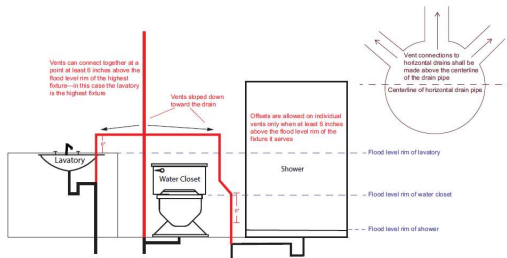 Vents can connect together at a
point at least 6 inches above the
flood level rim of the highest
fixture—in this case the lavatory
is the highest fixture
Vents sloped down
toward the drain
Offsets are allowed on individual
vents only when at least 6 inches
above the flood level rim of the
fixture it serves
Vent connections to
horizontal drains shall be
made above the centerline
of the drain pipe
Centerline of horizontal drain pipe
6"
Lavatory
Water Closet
6"
Shower
Flood level rim of lavatory
Flood level rim of water closet
Flood level rim of shower